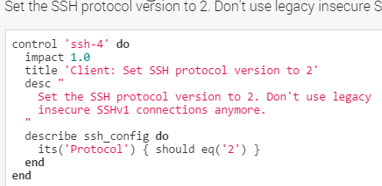 Set the SSH protocol version to 2. Don't use legacy insecure S
control 'ssh-4' do
  impact 1.0
  title 'Client: Set SSH protocol version to 2'
  desc "
    Set the SSH protocol version to 2. Don't use legacy
    insecure SSHv1 connections anymore.
  "
  describe ssh_config do
    its('Protocol') { should eq('2') }
  end
end